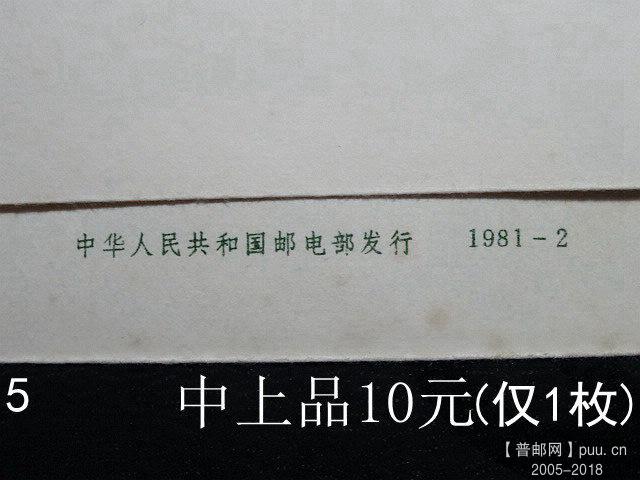 中华人民共和国邮电部发行 1981-2
5 中上品10元(仅1枚)
【普邮网】puu.cn
2005-2018